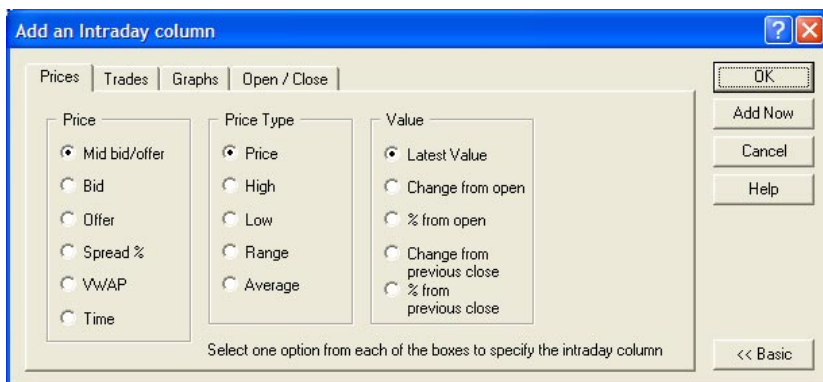 Add an Intraday column
Prices Trades Graphs Open / Close
Price
Mid bid/offer
Bid
Offer
Spread %
VWAP
Time
Price Type
Price
High
Low
Range
Average
Value
Latest Value
Change from open
% from open
Change from
previous close
% from
previous close
Select one option from each of the boxes to specify the intraday column
OK
Add Now
Cancel
Help
<< Basic